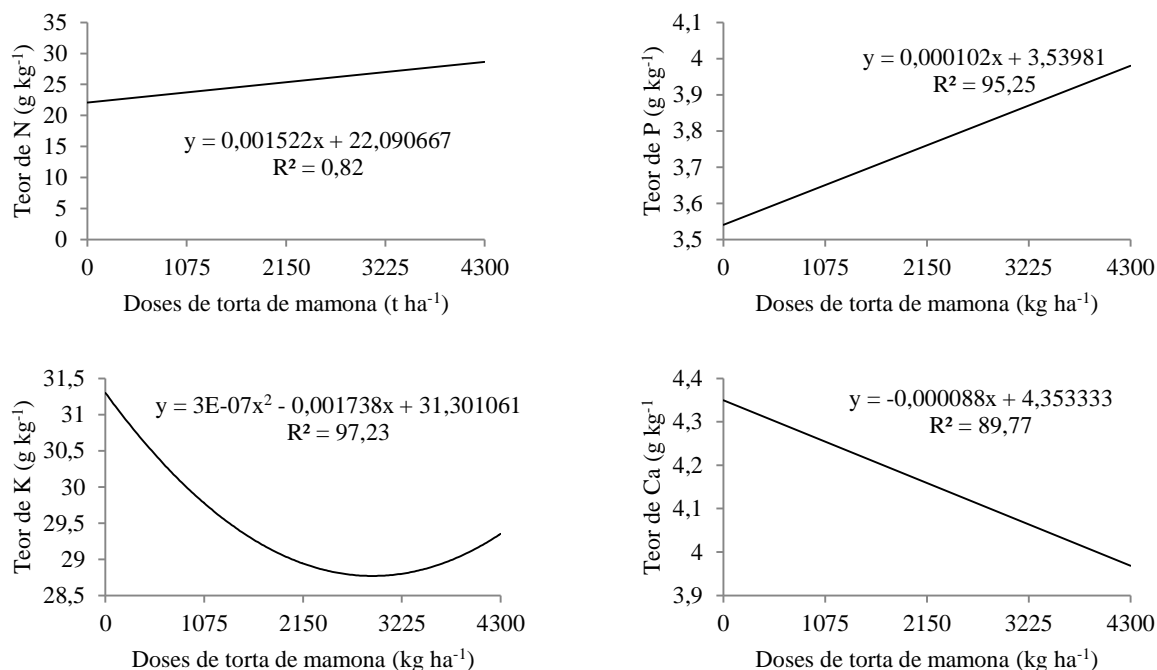 Teor de N (g kg⁻¹)
35
30
25
20
15
10
5
0
y = 0,001522x + 22,090667
R² = 0,82
0 1075 2150 3225 4300
Doses de torta de mamona (t ha⁻¹)
Teor de P (g kg⁻¹)
4,1
4
3,9
3,8
3,7
3,6
3,5
y = 0,000102x + 3,53981
R² = 95,25
0 1075 2150 3225 4300
Doses de torta de mamona (kg ha⁻¹)
Teor de K (g kg⁻¹)
31,5
31
30,5
30
29,5
29
28,5
y = 3E-07x² - 0,001738x + 31,301061
R² = 97,23
0 1075 2150 3225 4300
Doses de torta de mamona (kg ha⁻¹)
Teor de Ca (g kg⁻¹
4,4
4,3
4,2
4,1
4
3,9
y = -0,000088x + 4,353333
R² = 89,77
0 1075 2150 3225 4300
Doses de torta de mamona (kg ha⁻¹)